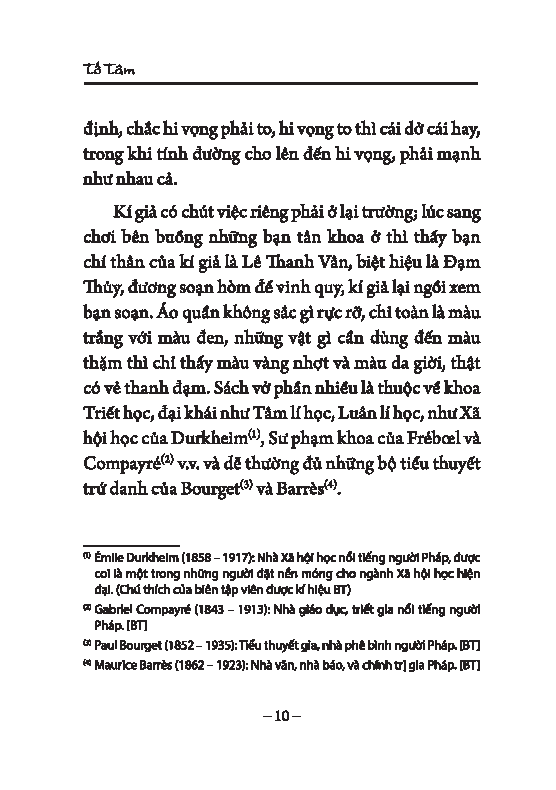 Tố Tâm
định, chắc hi vọng phải to, hi vọng to thì cái dở cái hay,
trong khi tính đường cho lên đến hi vọng, phải mạnh
như nhau cả.
Kí giả có chút việc riêng phải ở lại trường; lúc sang
chơi bên buồng những bạn tân khoa ở thì thấy bạn
chí thân của kí giả là Lê Thanh Vân, biệt hiệu là Đạm
Thủy, đương soạn hòm để vinh quy, kí giả lại ngồi xem
bạn soạn. Áo quần không sắc gì rực rỡ, chỉ toàn là màu
trắng với màu đen, những vật gì cần dùng đến màu
thặm thì chỉ thấy màu vàng nhợt và màu da giời, thật
có vẻ thanh đạm. Sách vở phần nhiều là thuộc về khoa
Triết học, đại khái như Tâm lí học, Luân lí học, như Xã
hội học của Durkheim(1), Sư phạm khoa của Frébœl và
Compayré(2) v.v. và dễ thường đủ những bộ tiểu thuyết
trứ danh của Bourget(3) và Barrès(4).
(1) Émile Durkheim (1858 – 1917): Nhà Xã hội học nổi tiếng người Pháp, được
coi là một trong những người đặt nền móng cho ngành Xã hội học hiện
đại. (Chú thích của biên tập viên được kí hiệu BT)
(2) Gabriel Compayré (1843 – 1913): Nhà giáo dục, triết gia nổi tiếng người
Pháp. [BT]
(3) Paul Bourget (1852 – 1935): Tiểu thuyết gia, nhà phê bình người Pháp. [BT]
(4) Maurice Barrès (1862 – 1923): Nhà văn, nhà báo, và chính trị gia Pháp. [BT]
– 10 –